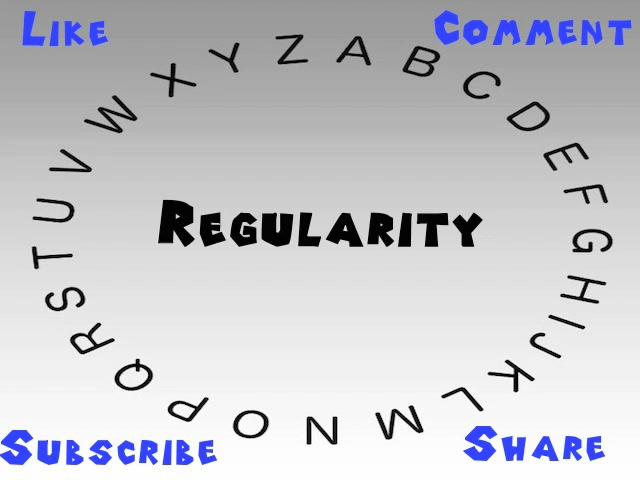 Like
Comment
A B C D E F G H I J K L M N O P Q R S T U V W X Y Z
Regularity
Subscribe
Share